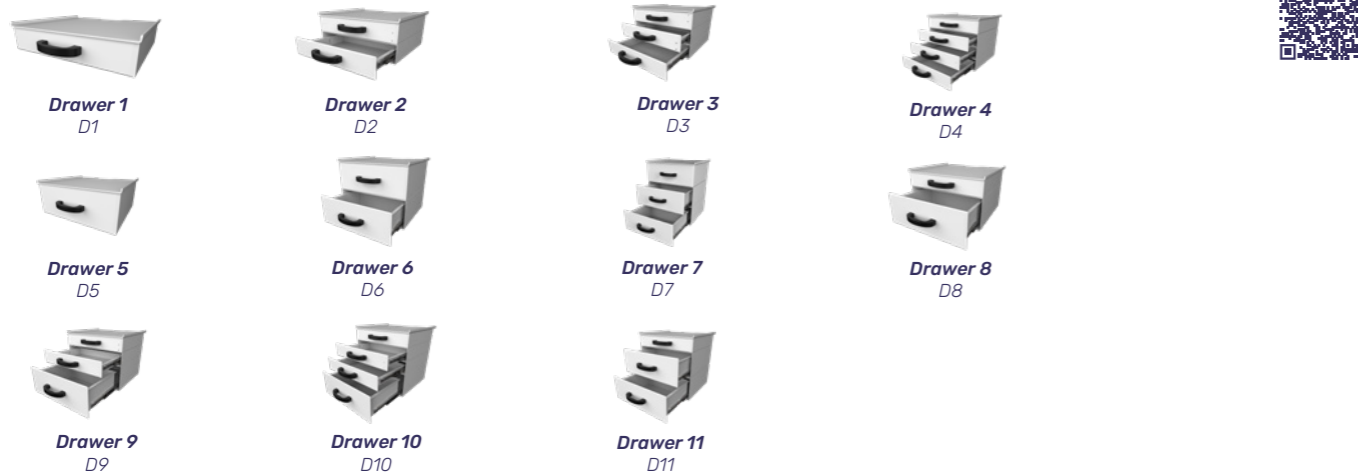 Drawer 1
D1
Drawer 2
D2
Drawer 3
D3
Drawer 4
D4
Drawer 5
D5
Drawer 6
D6
Drawer 7
D7
Drawer 8
D8
Drawer 9
D9
Drawer 10
D10
Drawer 11
D11